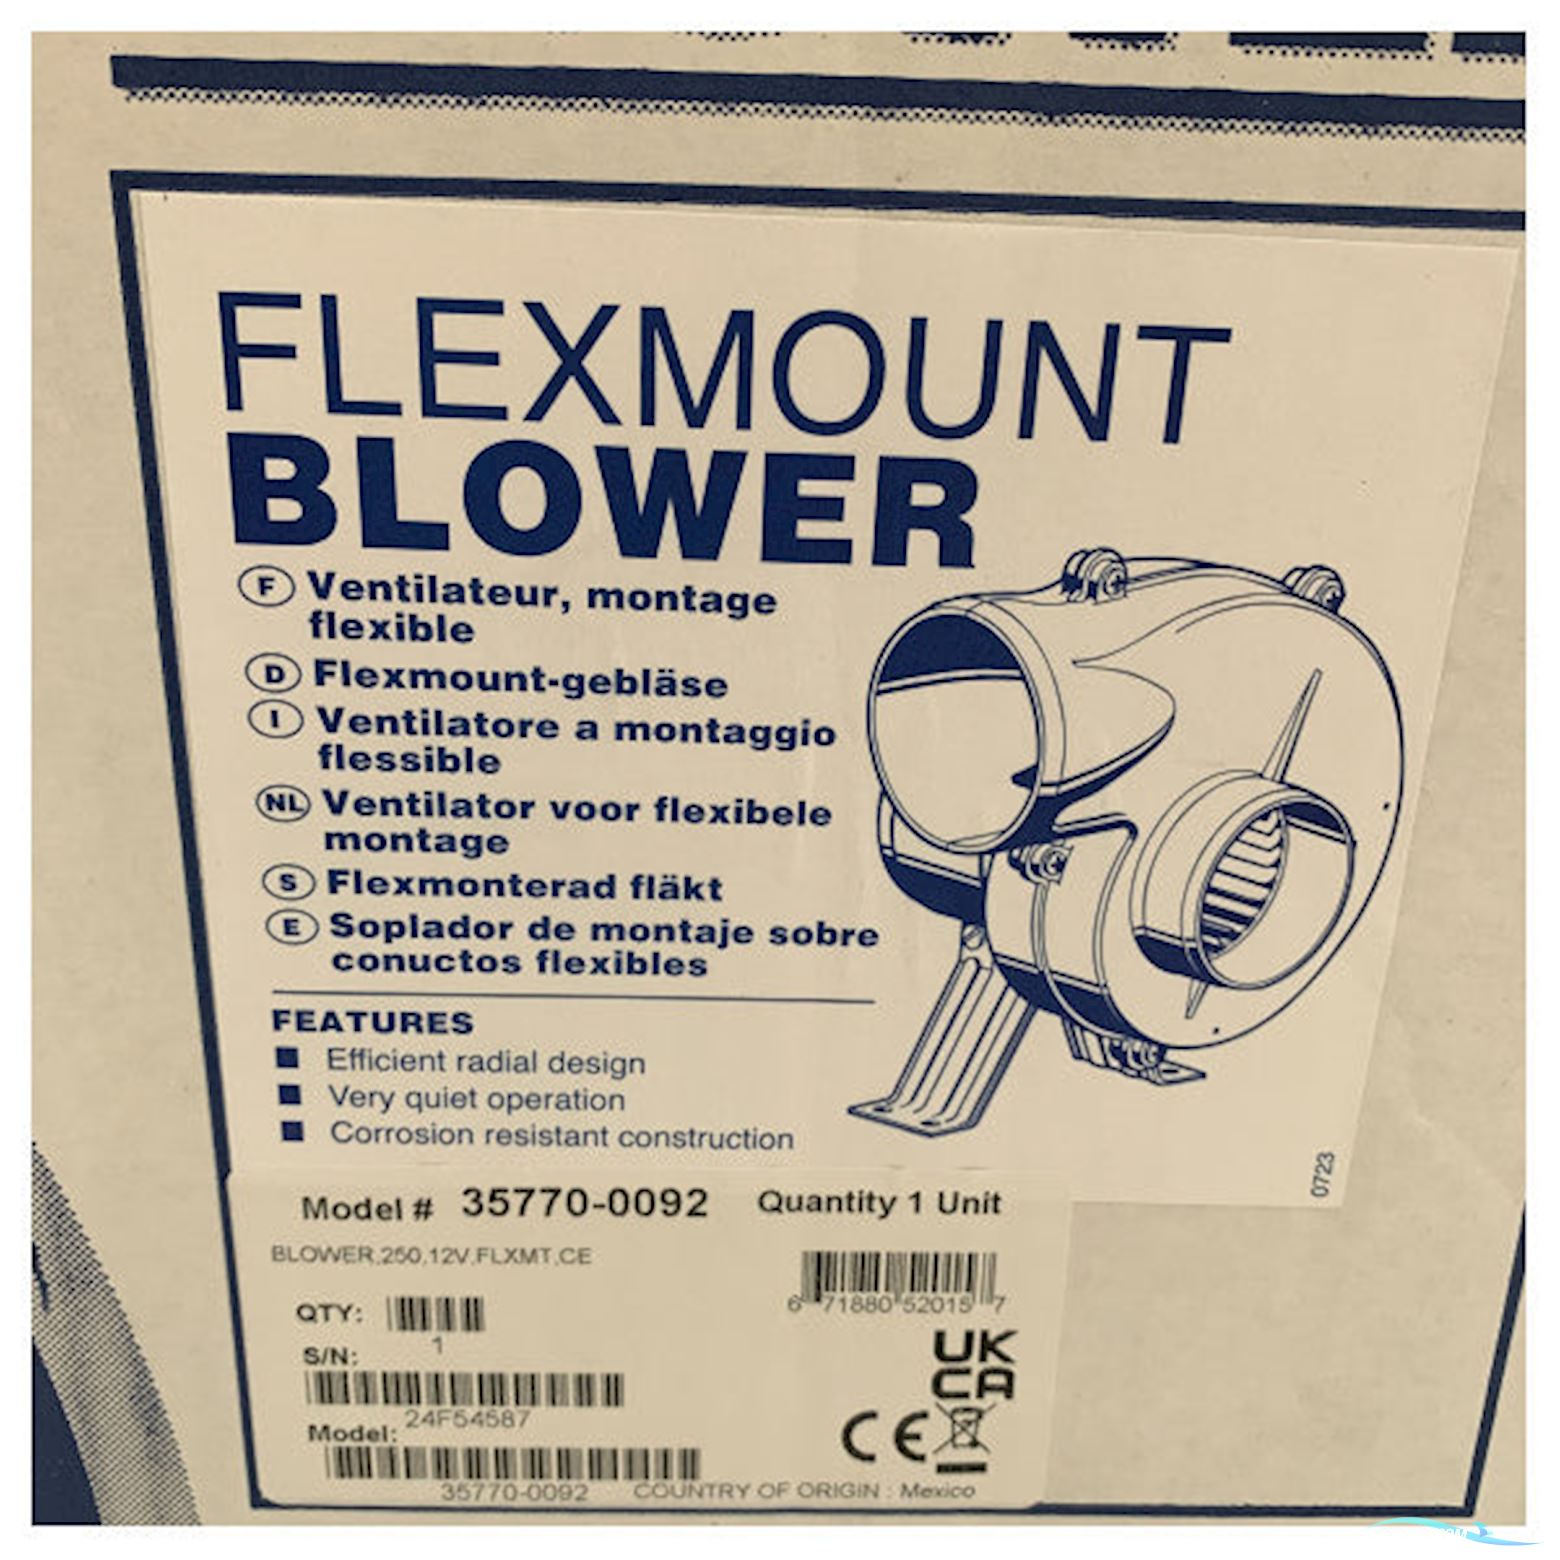 FLEXMOUNT
BLOWER
F Ventilateur, montage
flexible
D Flexmount-gebläse
I Ventilatore a montaggio
flessible
NL Ventilator voor flexibele
montage
S Flexmonterad fläkt
E Soplador de montaje sobre
conuctos flexibles
FEATURES
■ Efficient radial design
■ Very quiet operation
■ Corrosion resistant construction
0723
Model # 35770-0092 Quantity 1 Unit
BLOWER,250,12V,FLXMT,CE
6 71880 52015 7
QTY:
1
S/N:
24F54587
Model:
35770-0092
UK
CA
CE
COUNTRY OF ORIGIN : Mexico